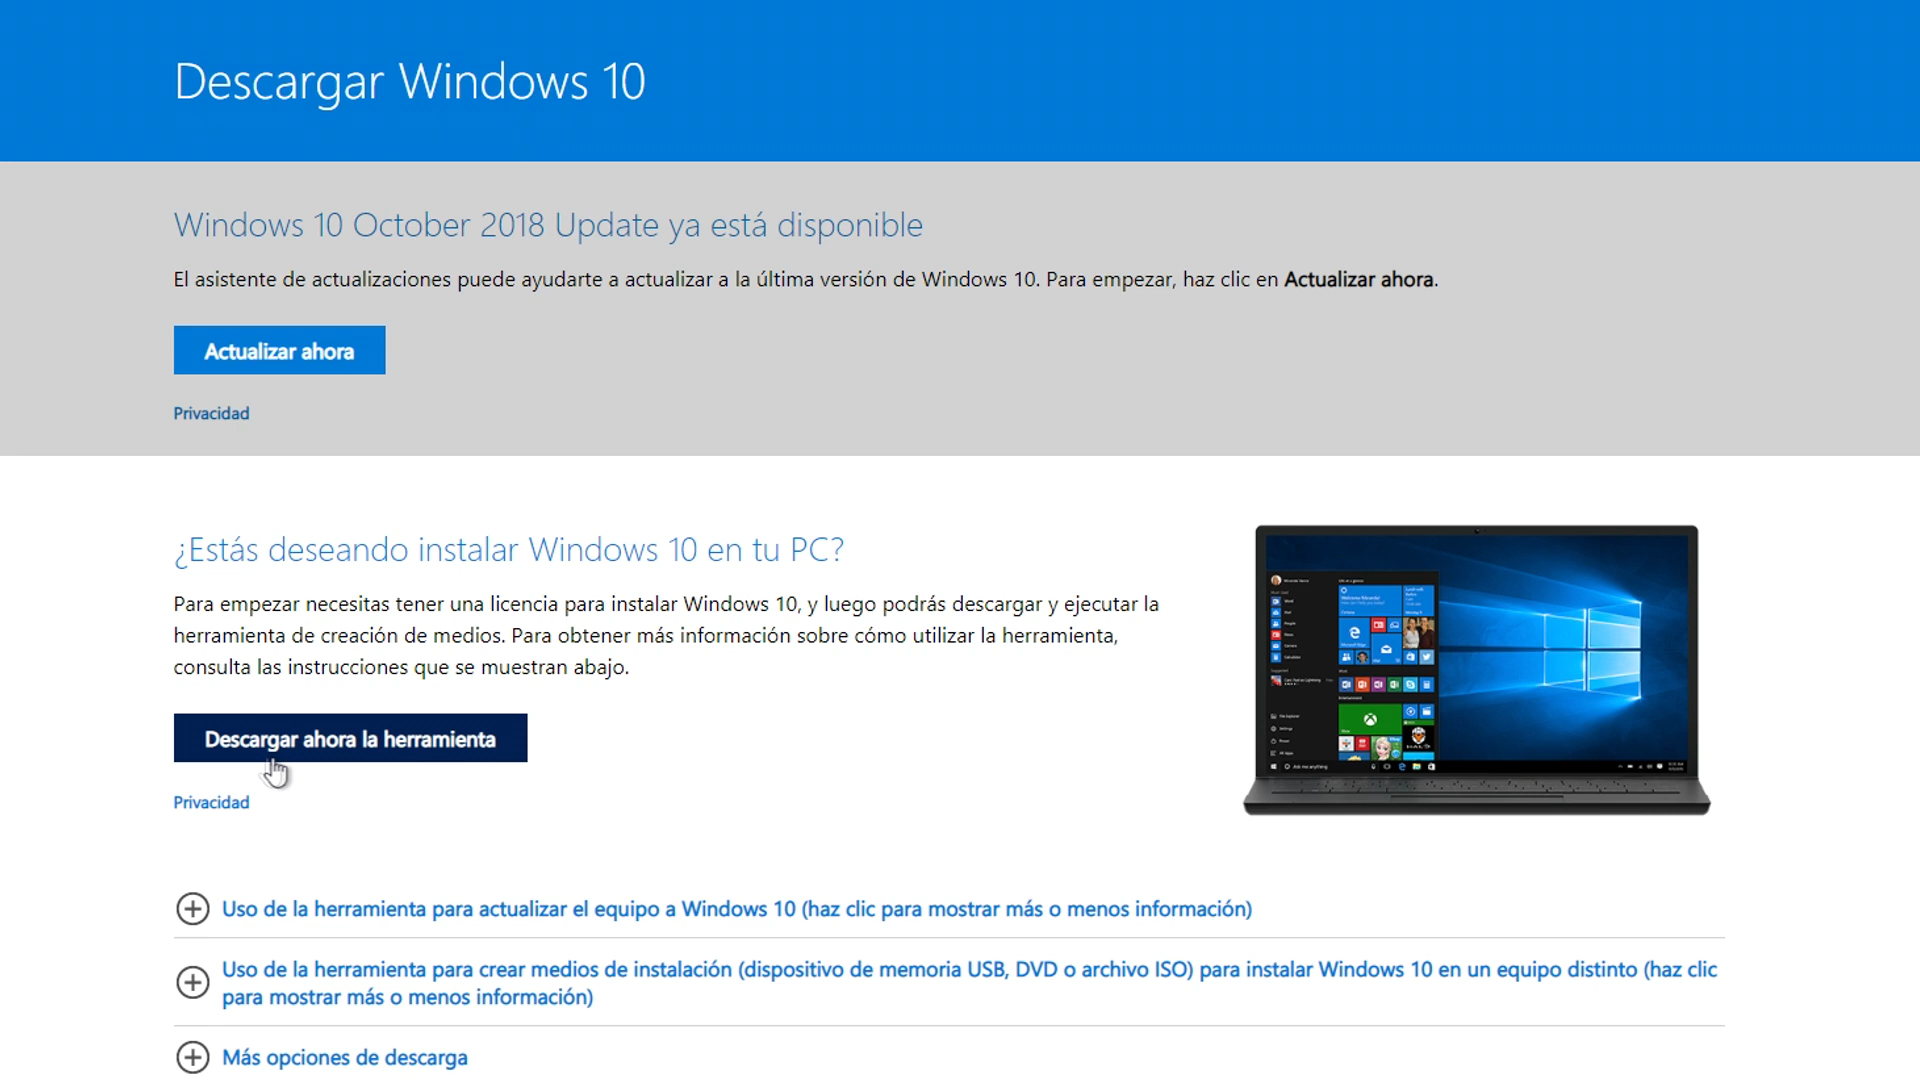 Descargar Windows 10
Windows 10 October 2018 Update ya está disponible
El asistente de actualizaciones puede ayudarte a actualizar a la última versión de Windows 10. Para empezar, haz clic en Actualizar ahora.
Actualizar ahora
Privacidad
¿Estás deseando instalar Windows 10 en tu PC?
Para empezar necesitas tener una licencia para instalar Windows 10, y luego podrás descargar y ejecutar la
herramienta de creación de medios. Para obtener más información sobre cómo utilizar la herramienta,
consulta las instrucciones que se muestran abajo.
Descargar ahora la herramienta
Privacidad
Uso de la herramienta para actualizar el equipo a Windows 10 (haz clic para mostrar más o menos información)
Uso de la herramienta para crear medios de instalación (dispositivo de memoria USB, DVD o archivo ISO) para instalar Windows 10 en un equipo distinto (haz clic
para mostrar más o menos información)
Más opciones de descarga